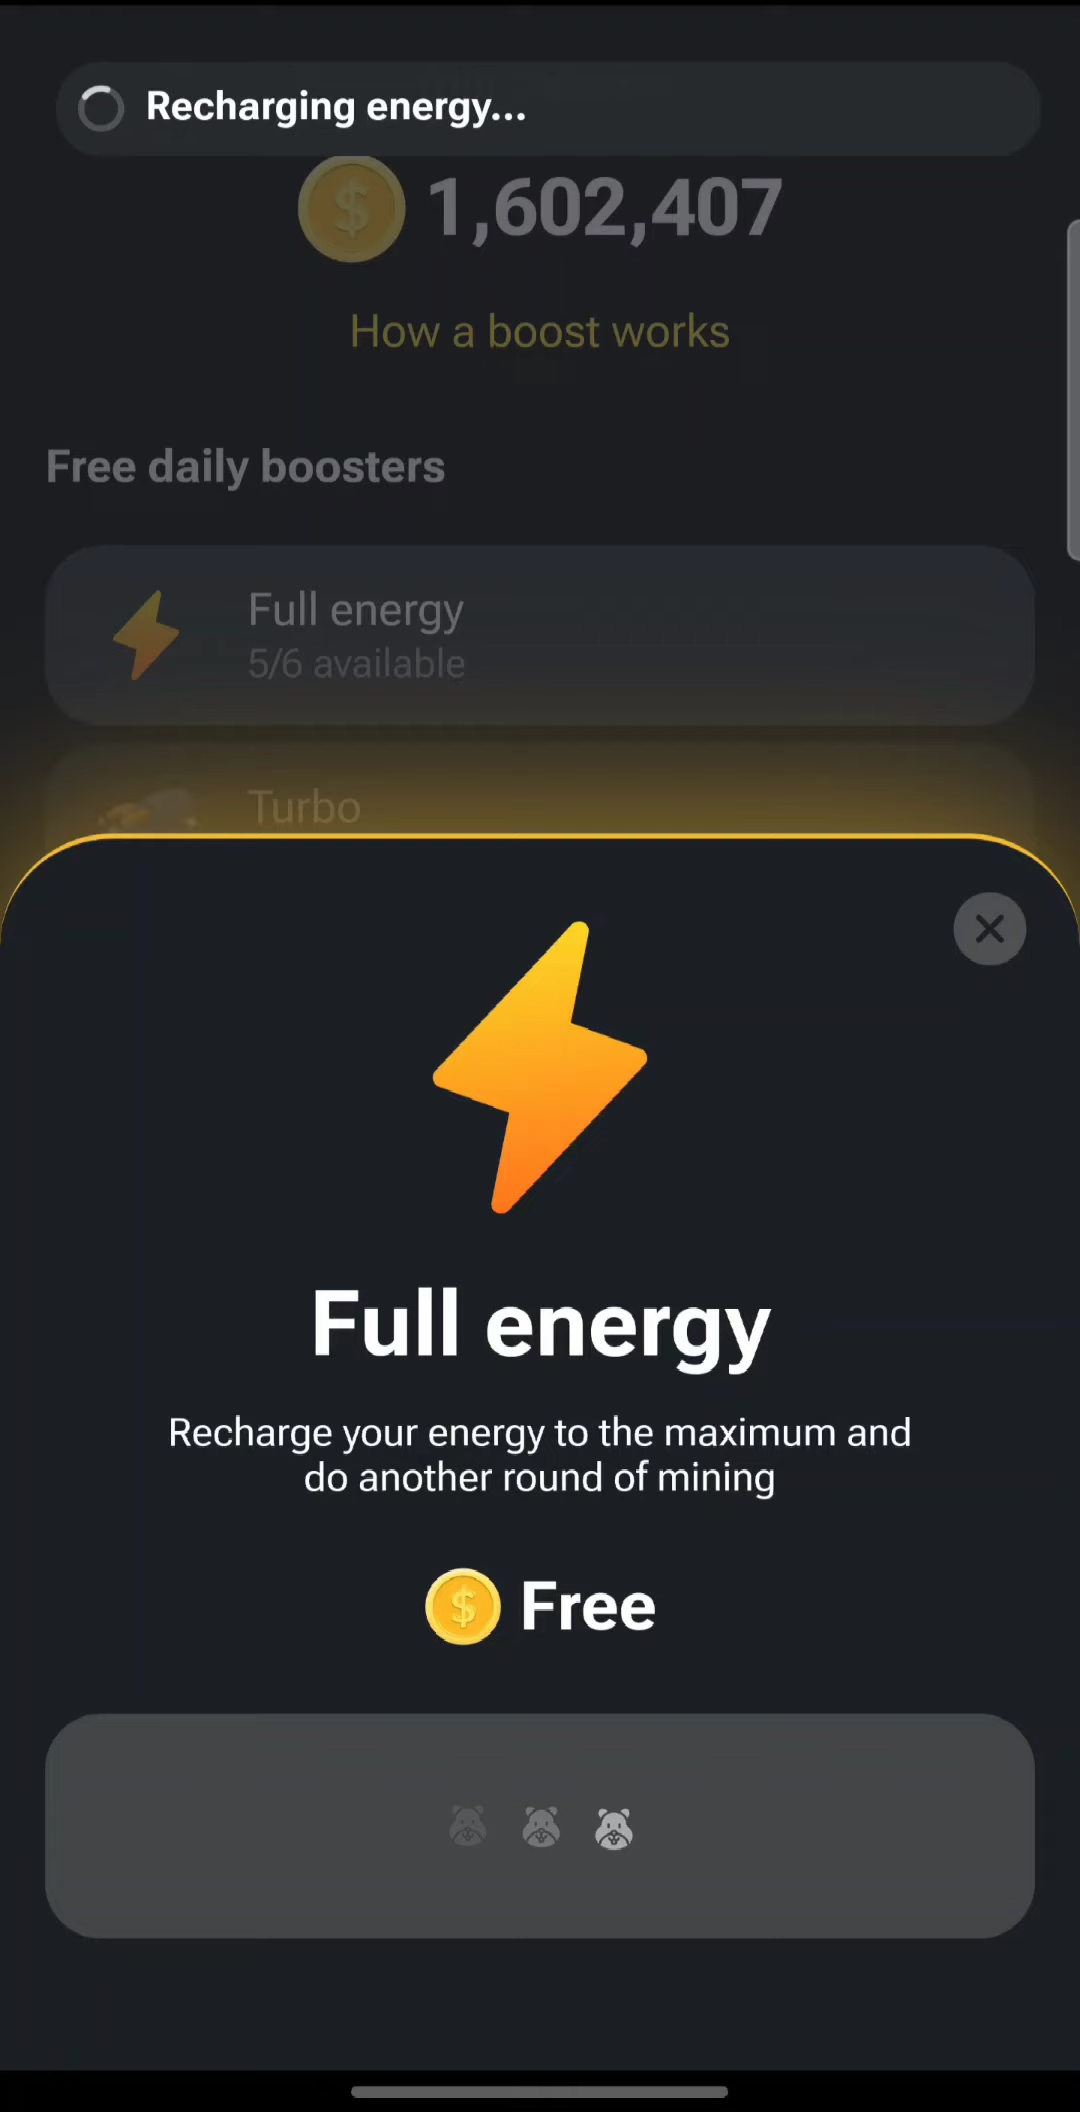 Recharging energy...
1,602,407
How a boost works
Free daily boosters
Full energy
5/6 available
Turbo
Full energy
Recharge your energy to the maximum and
do another round of mining
Free